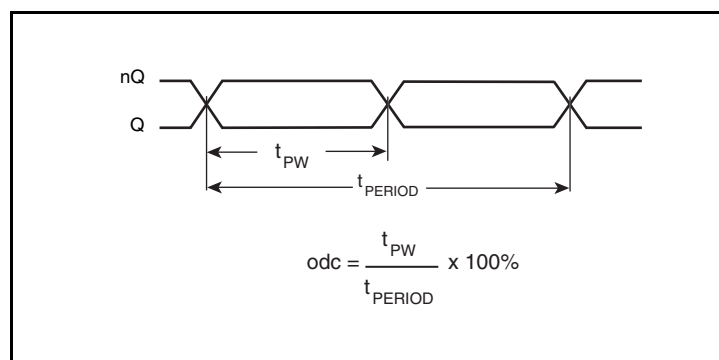 nQ
Q
tPW
tPERIOD
odc = tPW / tPERIOD x 100%